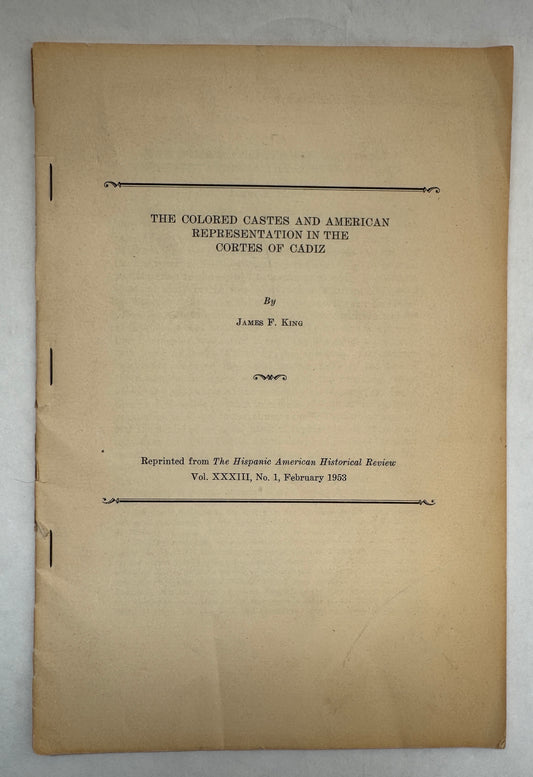 THE COLORED CASTES AND AMERICAN
REPRESENTATION IN THE
CORTES OF CADIZ
By
JAMES F. KING
Reprinted from The Hispanic American Historical Review
Vol. XXXIII, No. 1, February 1953